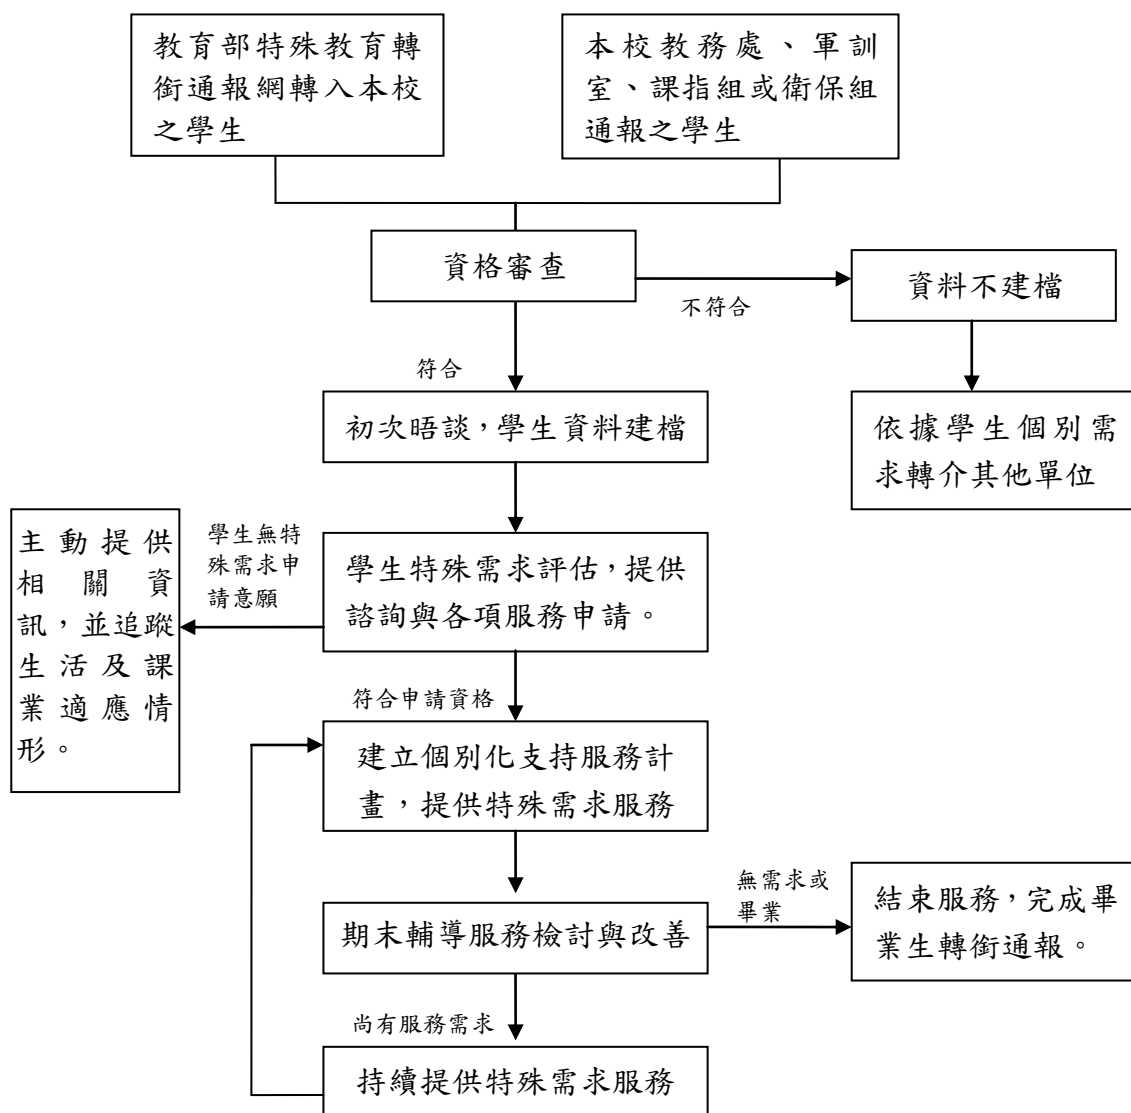 教育部特殊教育轉
銜通報網轉入本校
之學生
本校教務處、軍訓
室、課指組或衛保組
通報之學生
資格審查
不符合
資料不建檔
符合
初次晤談，學生資料建檔
依據學生個別需
求轉介其他單位
主動提供
相關資
訊，並追蹤
生活及課
業適應情
形。
學生無特
殊需求申
請意願
學生特殊需求評估，提供
諮詢與各項服務申請。
符合申請資格
建立個別化支持服務計
畫，提供特殊需求服務
期末輔導服務檢討與改善
無需求或
畢業
結束服務，完成畢
業生轉銜通報。
尚有服務需求
持續提供特殊需求服務